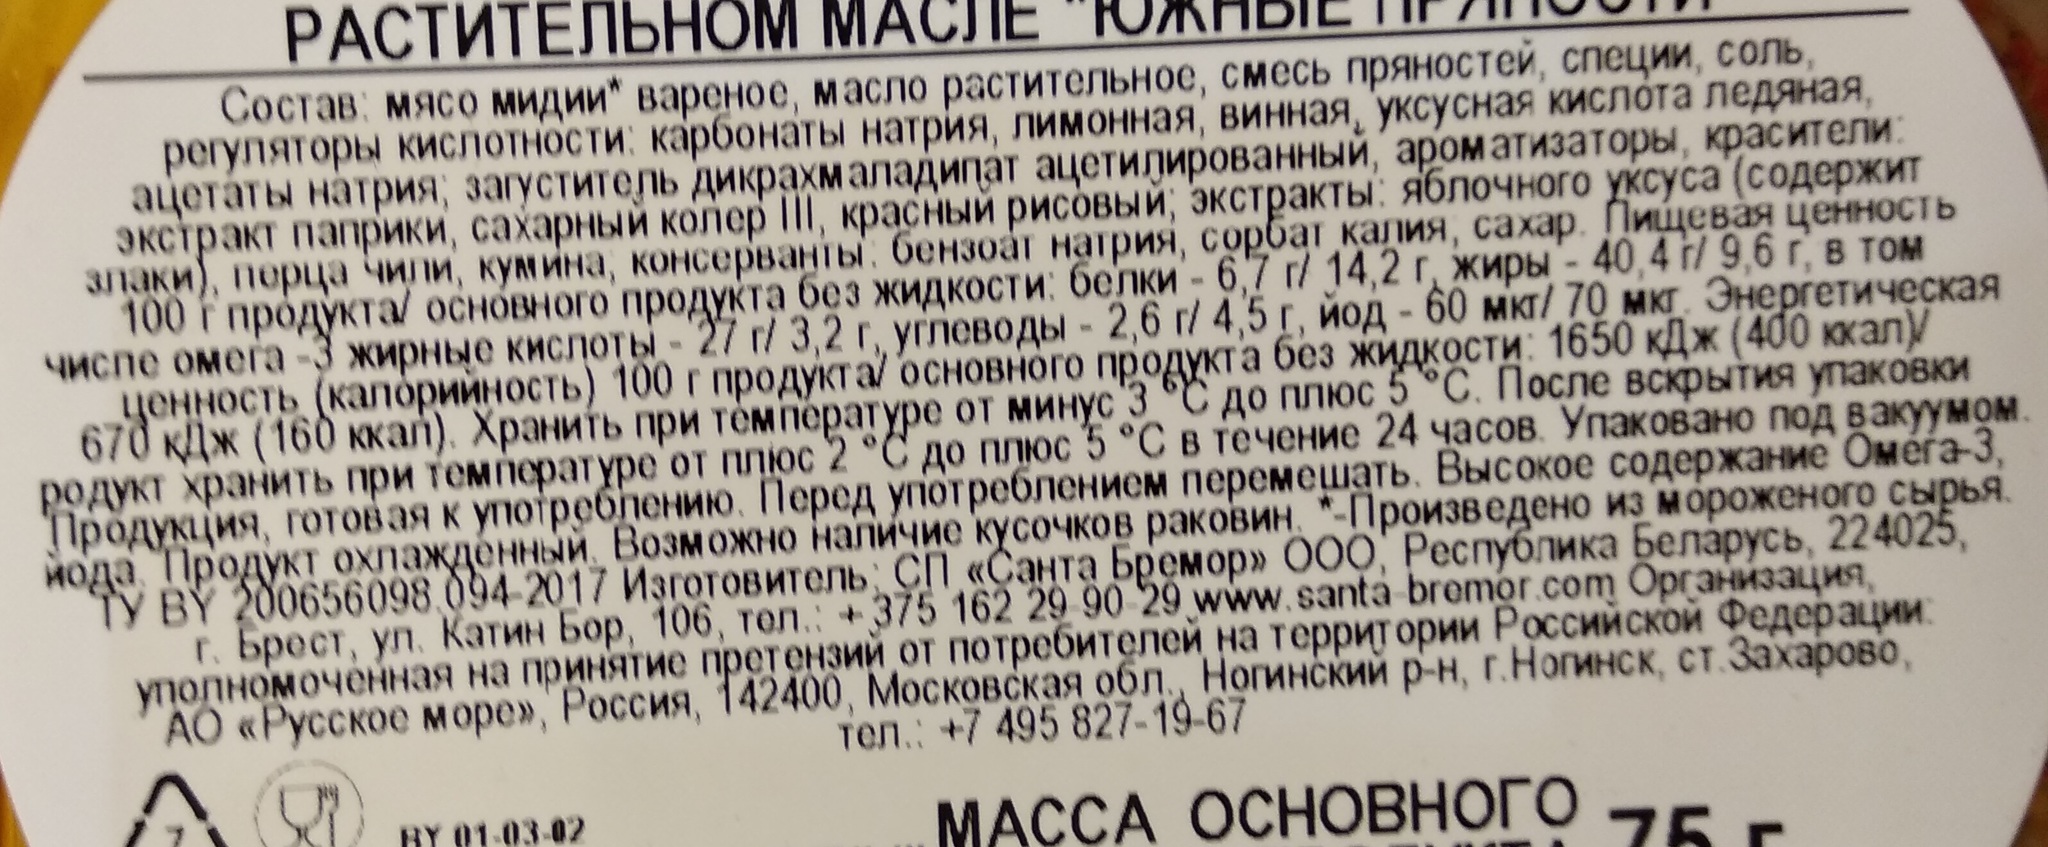 РАСТИТЕЛЬНОМ МАСЛЕ "ЮЖНЫЕ ПРЯНОСТИ"
Состав: мясо мидии* вареное, масло растительное, смесь пряностей, специи, соль,
регуляторы кислотности: карбонаты натрия, лимонная, винная, уксусная кислота ледяная,
ацетаты натрия; загуститель дикрахмаладипат ацетилированный, ароматизаторы, красители:
экстракт паприки, сахарный колер III, красный рисовый; экстракты: яблочного уксуса (содержит
злаки), перца чили, кумина; консерванты: бензоат натрия, сорбат калия, сахар. Пищевая ценность
100 г продукта/ основного продукта без жидкости: белки - 6,7 г/ 14,2 г, жиры - 40,4 г/ 9,6 г, в том
числе омега -3 жирные кислоты - 27 г/ 3,2 г, углеводы - 2,6 г/ 4,5 г, йод - 60 мкг/ 70 мкг. Энергетическая
ценность (калорийность) 100 г продукта/ основного продукта без жидкости: 1650 кДж (400 ккал)/
670 кДж (160 ккал). Хранить при температуре от минус 3 °С до плюс 5 °С. После вскрытия упаковки
родукт хранить при температуре от плюс 2 °С до плюс 5 °С в течение 24 часов. Упаковано под вакуумом.
Продукция, готовая к употреблению. Перед употреблением перемешать. Высокое содержание Омега-3,
йода. Продукт охлажденный. Возможно наличие кусочков раковин. *-Произведено из мороженого сырья.
ТУ BY 200656098.094-2017 Изготовитель: СП «Санта Бремор» ООО, Республика Беларусь, 224025,
г. Брест, ул. Катин Бор, 106, тел.: + 375 162 29-90-29 www.santa-bremor.com Организация,
уполномоченная на принятие претензий от потребителей на территории Российской Федерации:
АО «Русское море», Россия, 142400, Московская обл., Ногинский р-н, г.Ногинск, ст.Захарово,
тел.: +7 495 827-19-67
7
BY 01-03-02
МАССА ОСНОВНОГО
75 г